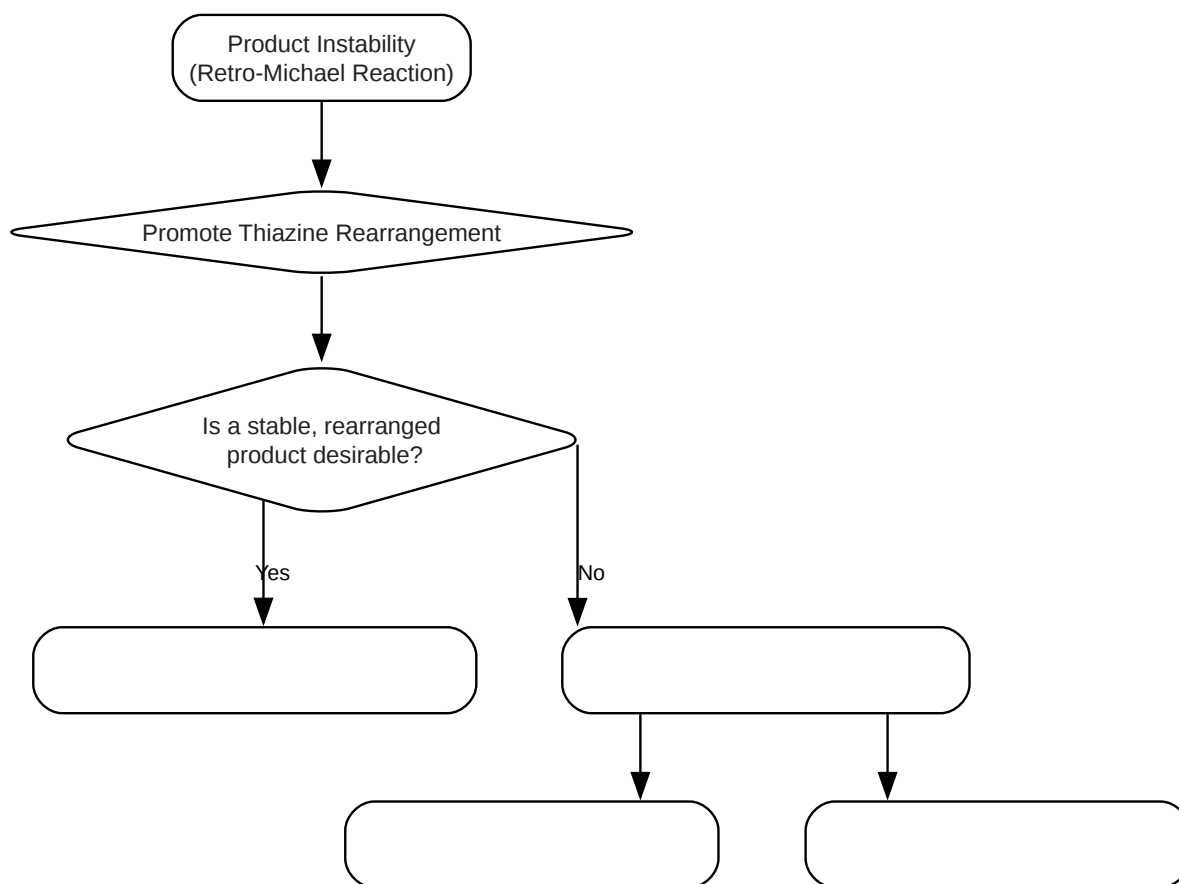 Product Instability
(Retro-Michael Reaction)
Promote Thiazine Rearrangement
Is a stable, rearranged
product desirable?
Yes
No